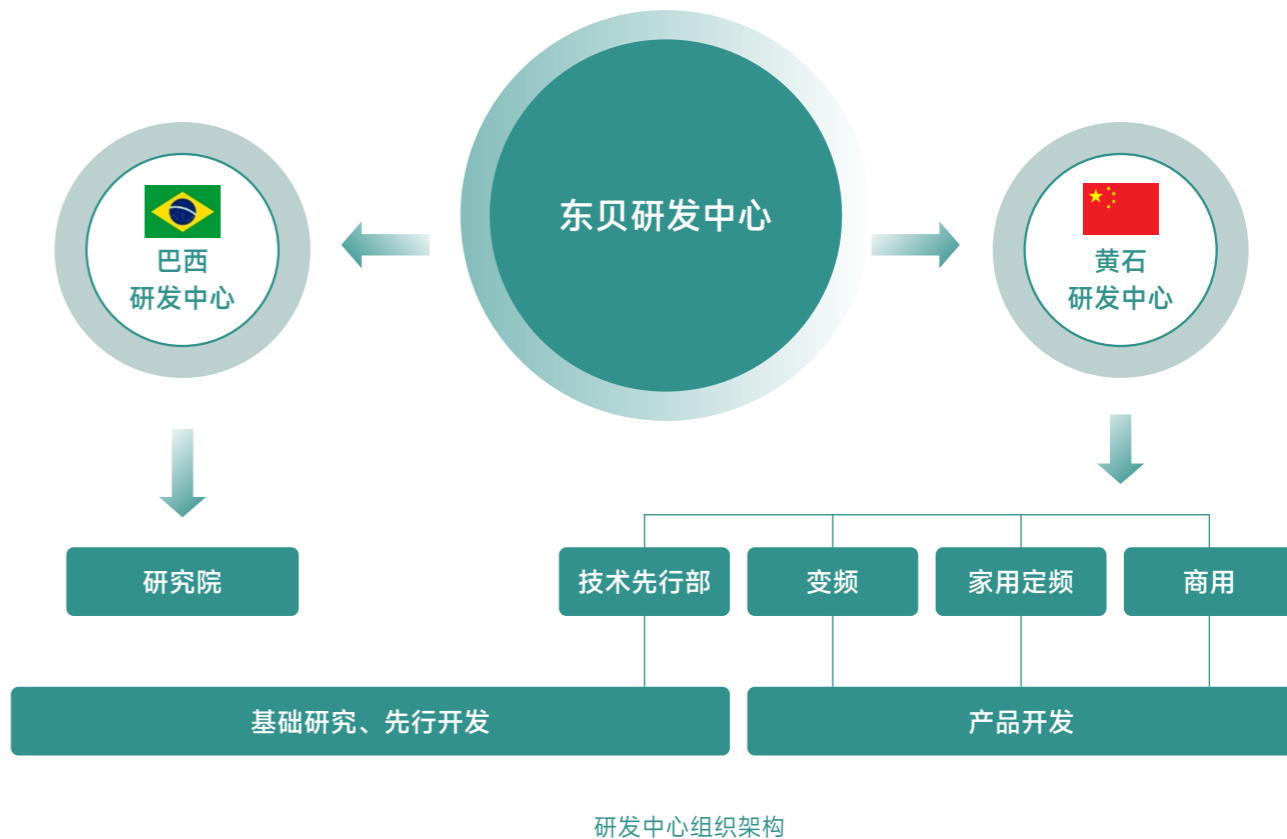 东贝研发中心
巴西
研发中心
黄石
研发中心
研究院
技术先行部
变频
家用定频
商用
基础研究、先行开发
产品开发
研发中心组织架构